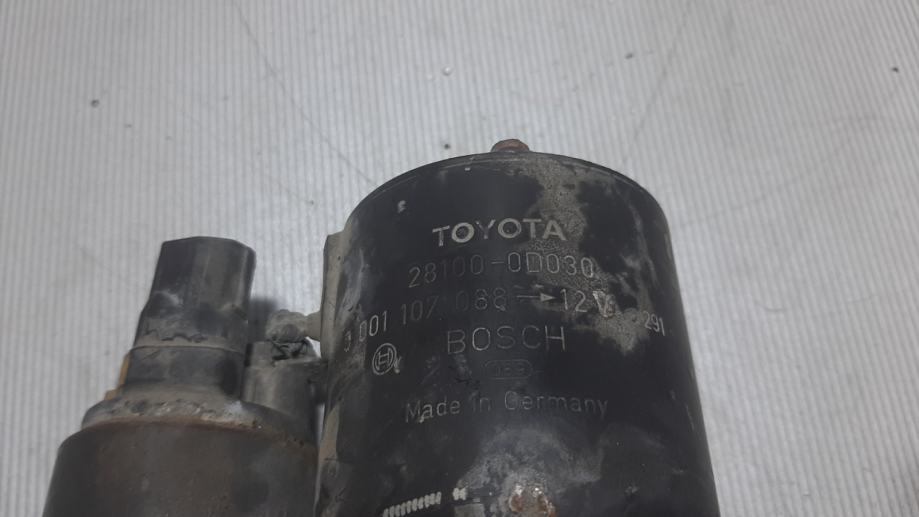 TOYOTA
28100-0D030
0 001 107 088 → 12V 291
BOSCH
Made in Germany